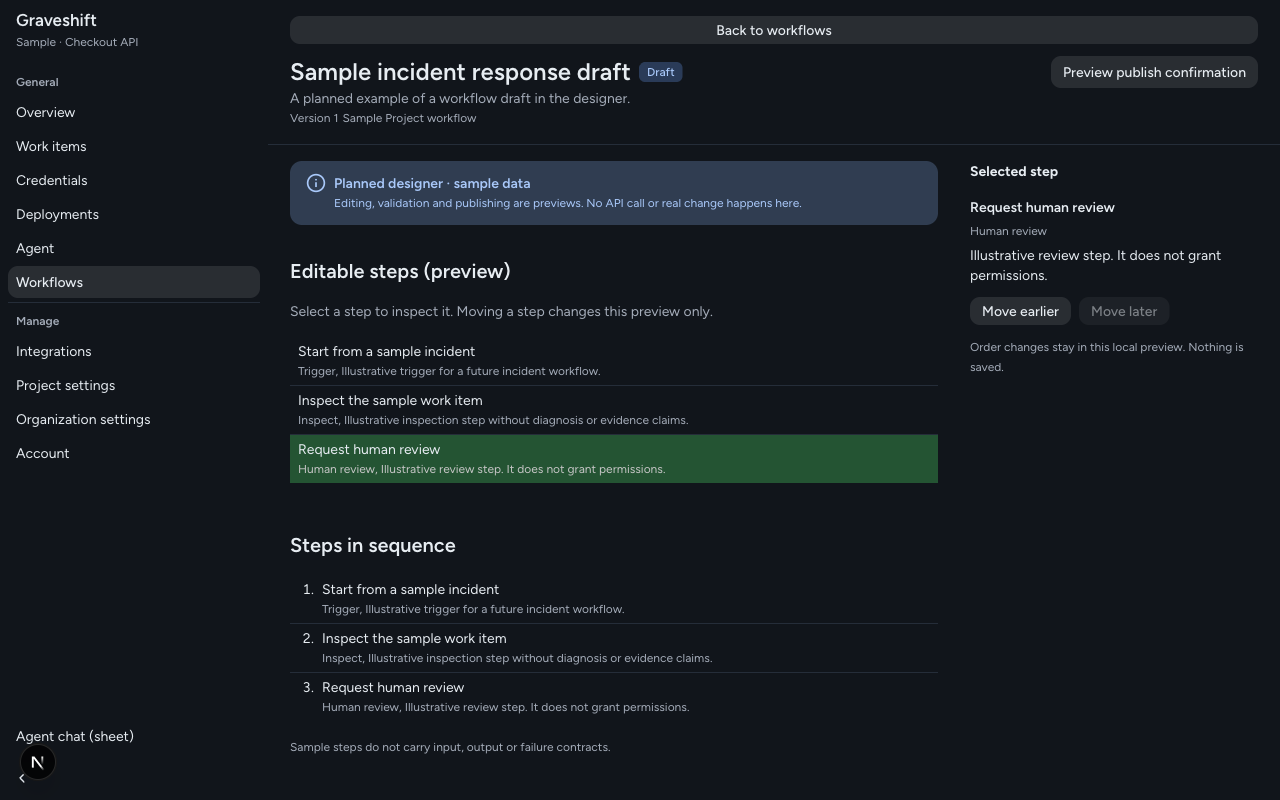 Graveshift
Sample · Checkout API
General
Overview
Work items
Credentials
Deployments
Agent
Workflows
Manage
Integrations
Project settings
Organization settings
Account
Agent chat (sheet)
N
Back to workflows
Sample incident response draft
Draft
Preview publish confirmation
A planned example of a workflow draft in the designer.
Version 1 Sample Project workflow
Planned designer · sample data
Editing, validation and publishing are previews. No API call or real change happens here.
Editable steps (preview)
Select a step to inspect it. Moving a step changes this preview only.
Start from a sample incident
Trigger, Illustrative trigger for a future incident workflow.
Inspect the sample work item
Inspect, Illustrative inspection step without diagnosis or evidence claims.
Request human review
Human review, Illustrative review step. It does not grant permissions.
Steps in sequence
1. Start from a sample incident
Trigger, Illustrative trigger for a future incident workflow.
2. Inspect the sample work item
Inspect, Illustrative inspection step without diagnosis or evidence claims.
3. Request human review
Human review, Illustrative review step. It does not grant permissions.
Sample steps do not carry input, output or failure contracts.
Selected step
Request human review
Human review
Illustrative review step. It does not grant
permissions.
Move earlier
Move later
Order changes stay in this local preview. Nothing is
saved.